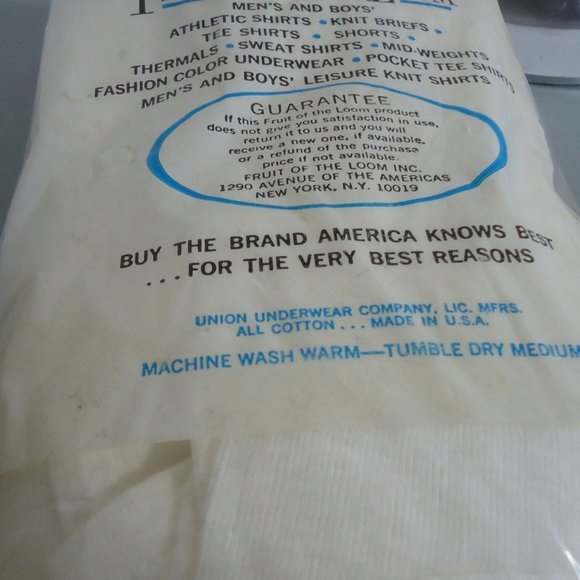 MEN'S AND BOYS'
ATHLETIC SHIRTS • KNIT BRIEFS •
TEE SHIRTS • SHORTS •
THERMALS • SWEAT SHIRTS • MID-WEIGHTS
FASHION COLOR UNDERWEAR • POCKET TEE SHIRTS
MEN'S AND BOYS' LEISURE KNIT SHIRTS
GUARANTEE
If this Fruit of the Loom product
does not give you satisfaction in use,
return it to us and you will
receive a new one, if available.
or a refund of the purchase
price if not available.
FRUIT OF THE LOOM INC.
1290 AVENUE OF THE AMERICAS
NEW YORK, N.Y. 10019
BUY THE BRAND AMERICA KNOWS BEST
...FOR THE VERY BEST REASONS
UNION UNDERWEAR COMPANY, LIC. MFRS.
ALL COTTON ... MADE IN U.S.A.
MACHINE WASH WARM—TUMBLE DRY MEDIUM